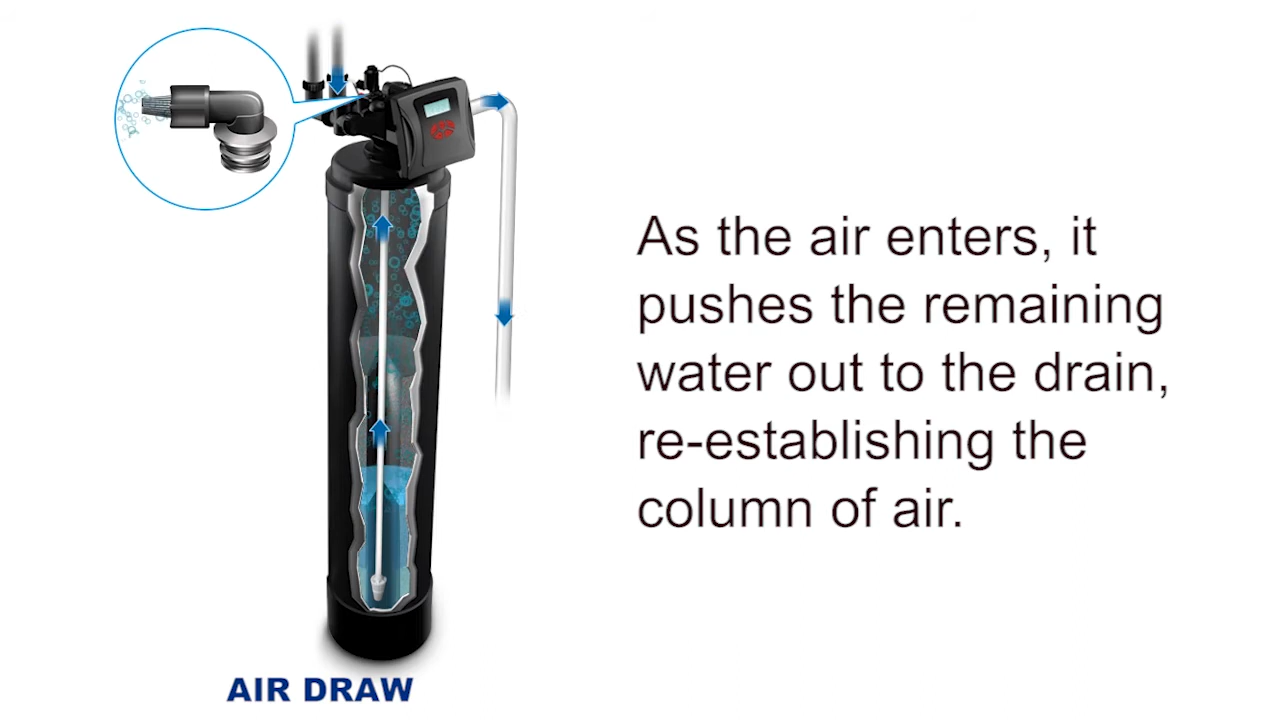 As the air enters, it
pushes the remaining
water out to the drain,
re-establishing the
column of air.
AIR DRAW